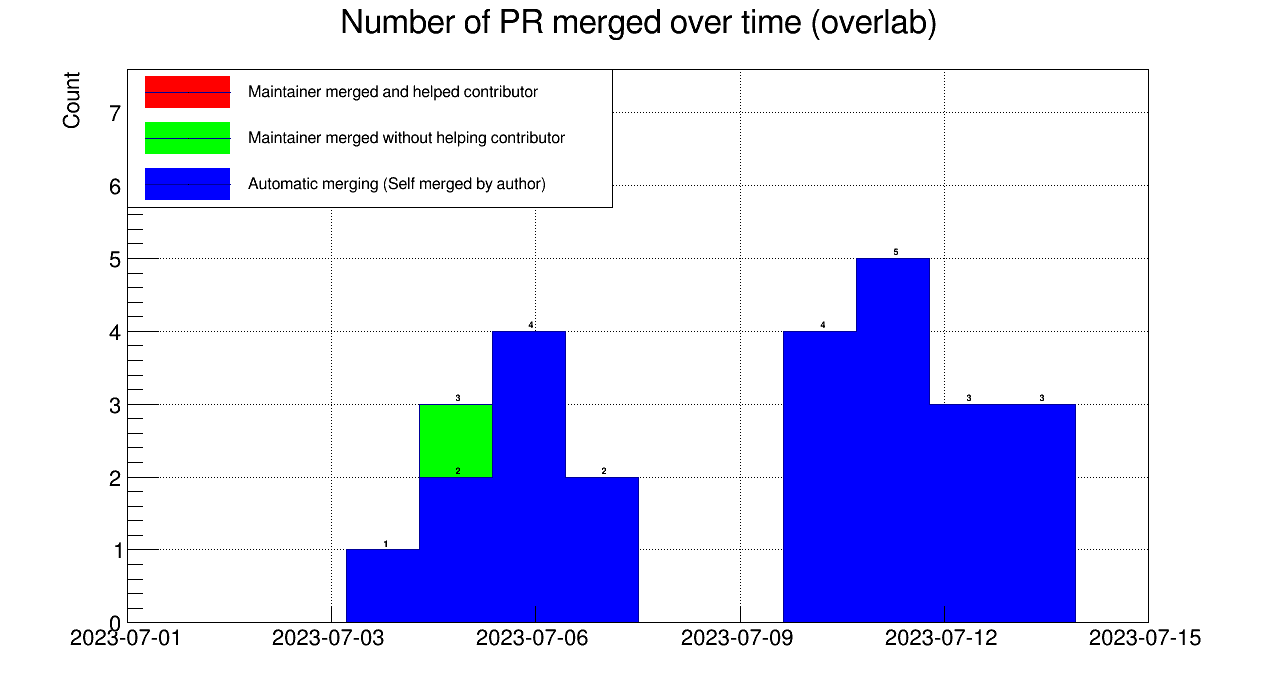 Number of PR merged over time (overlab)
Count
Maintainer merged and helped contributor
Maintainer merged without helping contributor
Automatic merging (Self merged by author)
7
6
5
4
3
2
1
0
5
4
4
3
3
3
2
2
1
2023-07-01 2023-07-03 2023-07-06 2023-07-09 2023-07-12 2023-07-15